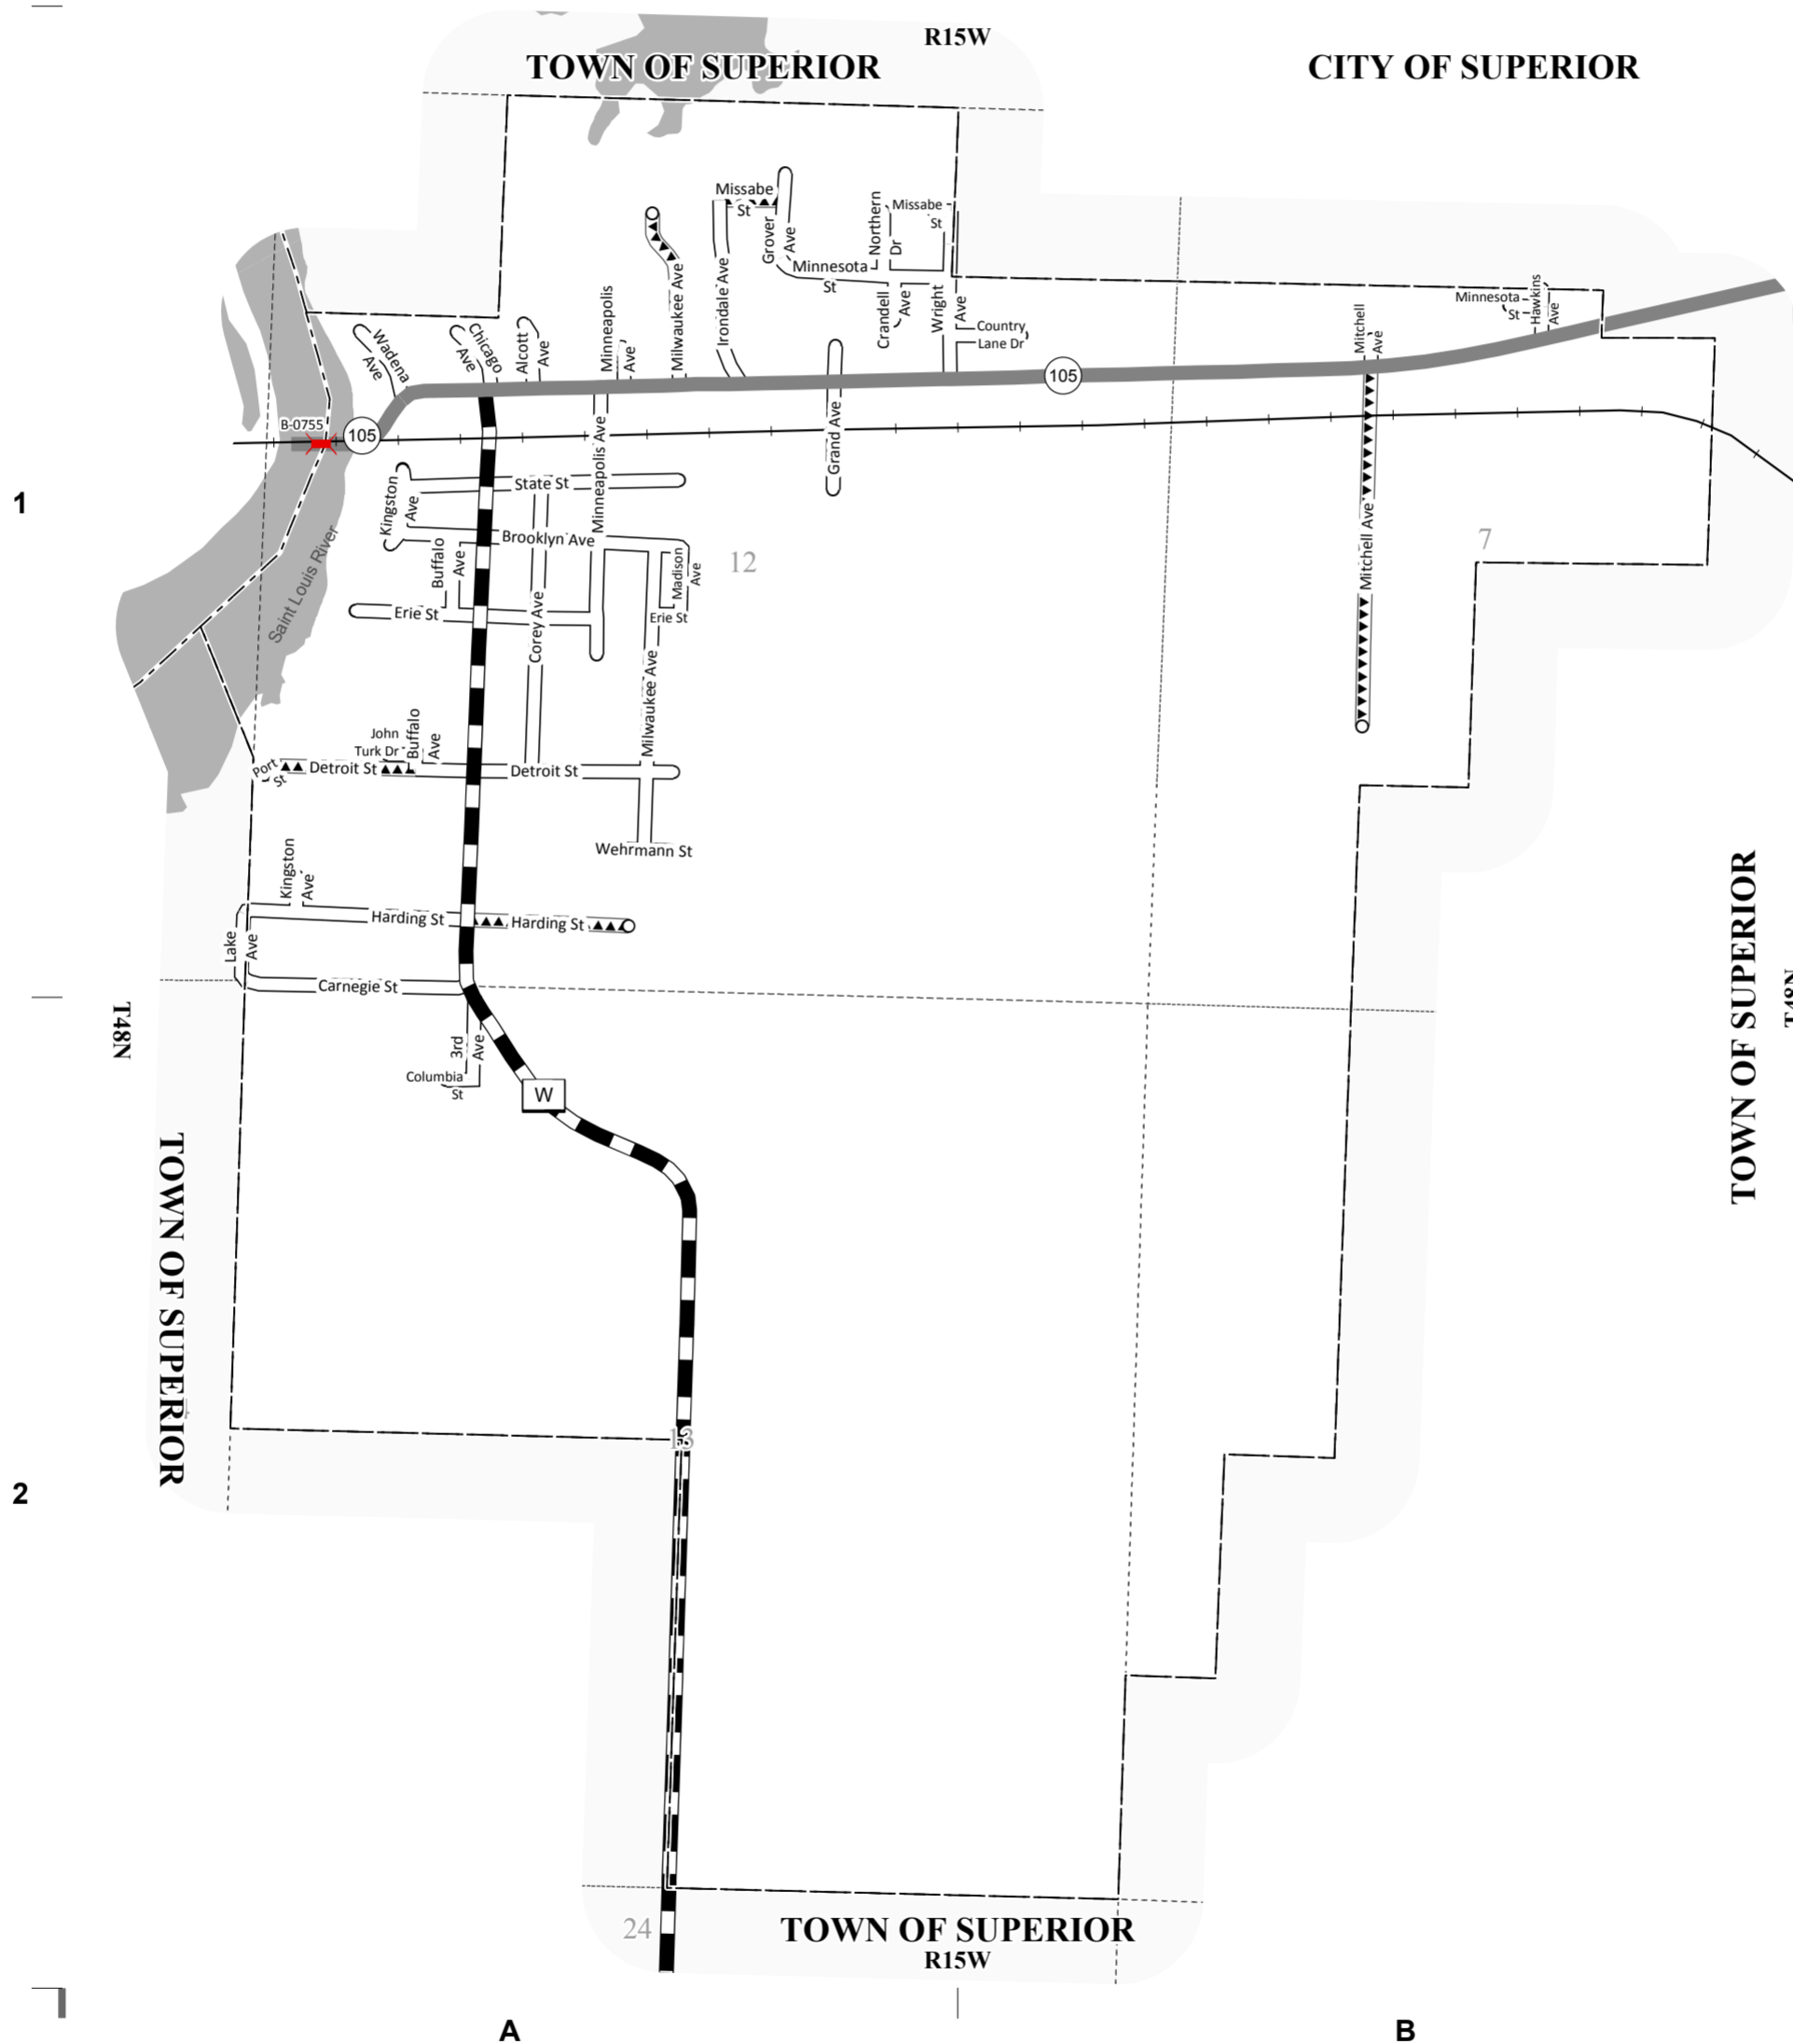 R15W
TOWN OF SUPERIOR
CITY OF SUPERIOR
Missabe
St
Grover
Ave
Northern
Dr
Missabe
St
Minnesota
St
Milwaukee Ave
Irondale Ave
Crandell
Ave
Wright
Ave
Country
Lane Dr
Minnesota
St
Hawkins
Ave
Mitchell
Ave
Wadena
Ave
Chicago
Ave
Alcott
Ave
Minneapolis
Ave
105
B-0755
105
Grand Ave
Minneapolis Ave
State St
Kingston
Ave
1
Saint Louis River
Brooklyn Ave
Buffalo
Ave
Madison
Ave
12
7
Mitchell Ave
Erie St
Erie St
Corey Ave
Milwaukee Ave
John
Turk Dr
Buffalo
Ave
Port
St
Detroit St
Detroit St
Wehrmann St
Kingston
Ave
Harding St
Harding St
Lake
Ave
Carnegie St
T48N
TOWN OF SUPERIOR
3rd
Ave
Columbia
St
W
TOWN OF SUPERIOR
13
2
24
TOWN OF SUPERIOR
R15W
A
B